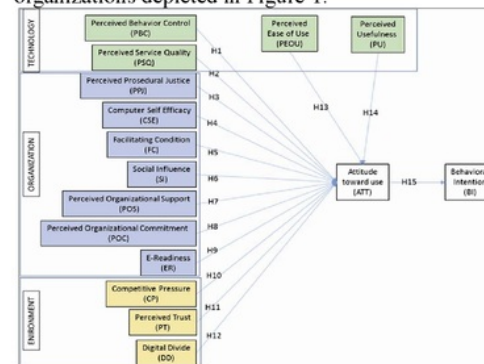 organizations depicted in Figure 1.
TECHNOLOGY
Perceived Behavior Control
(PBC)
Perceived Service Quality
(PSQ)
Perceived
Ease of Use
(PEOU)
Perceived
Usefulness
(PU)
ORGANIZATION
Perceived Prosedural Justice
(PPJ)
Computer Self Efficacy
(CSE)
Facilitating Condition
(FC)
Social Influence
(SI)
Perceived Organizational Support
(POS)
Perceived Organizational Commitment
(POC)
E-Readiness
(ER)
ENIRONMENT
Competitive Pressure
(CP)
Perceived Trust
(PT)
Digital Divide
(DD)
H1
H2
H3
H4
H5
H6
H7
H8
H9
H10
H11
H12
H13
H14
Attitude
toward use
(ATT)
H15
Behaviora
Intention
(BI)